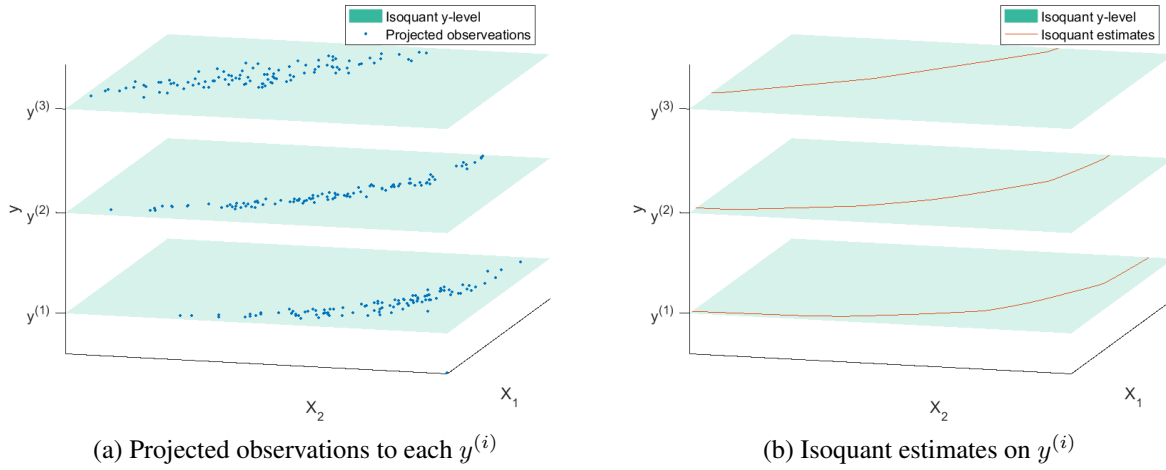 Isoquant y-level
Projected observeations
y(3)
y(2)
y
y(1)
X2
X1
(a) Projected observations to each y(i)
Isoquant y-level
Isoquant estimates
y(3)
y(2)
y
y(1)
X2
X1
(b) Isoquant estimates on y(i)